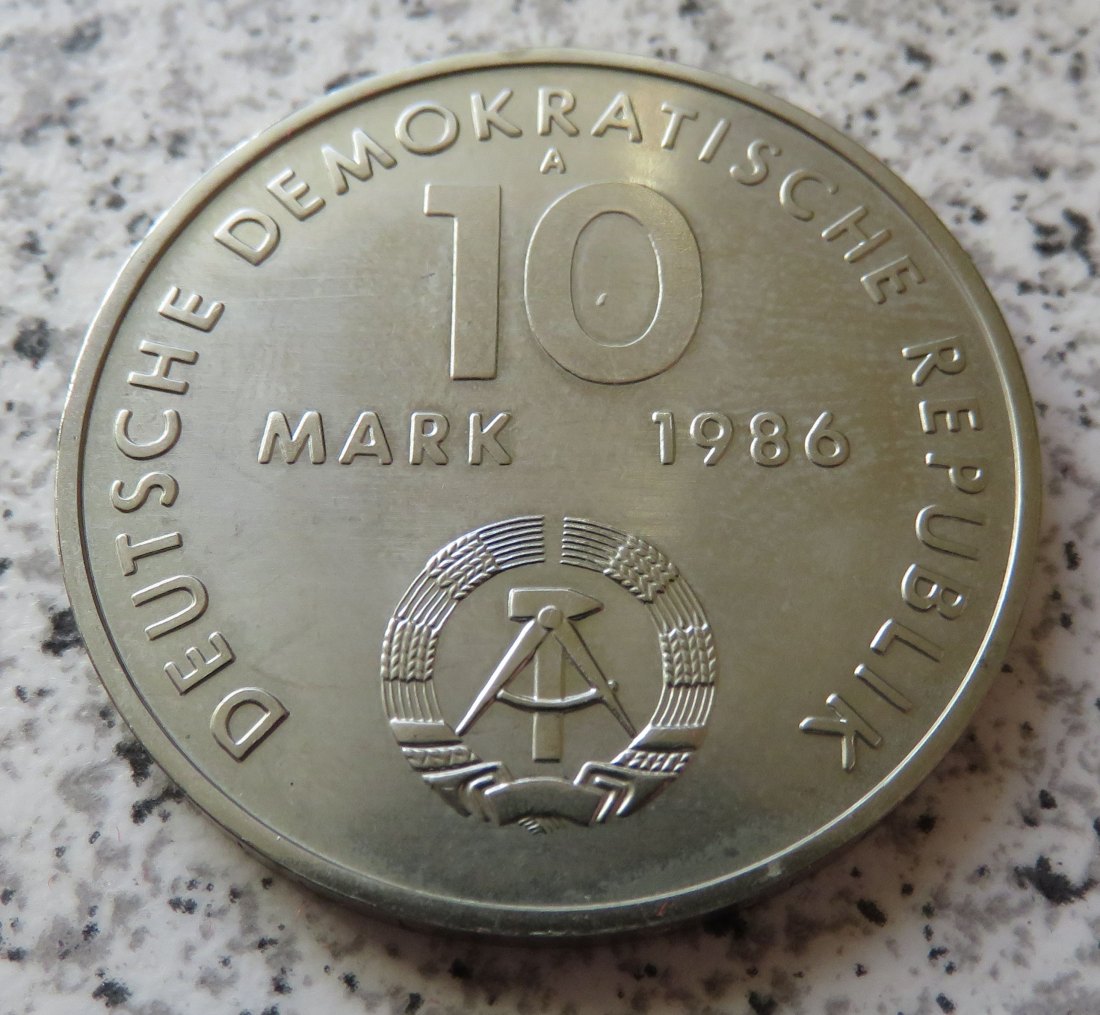 DEUTSCHE DEMOKRATISCHE REPUBLIK
A
10
MARK 1986